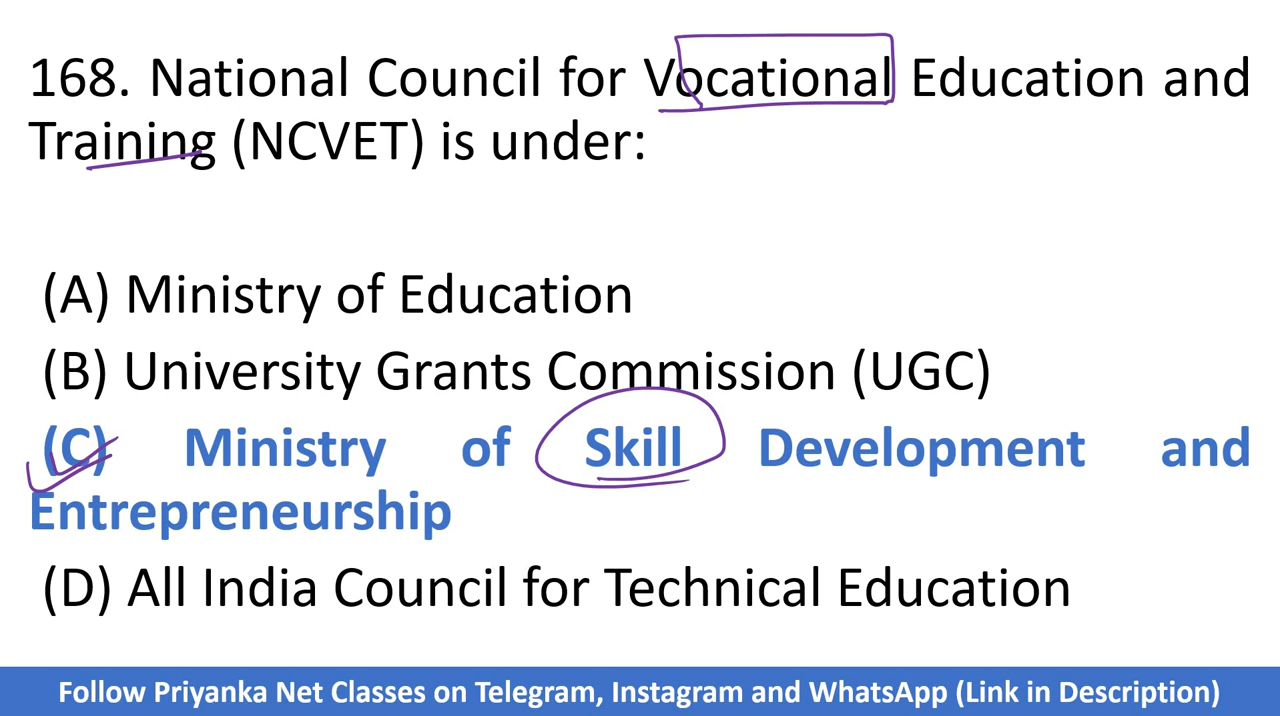 168. National Council for Vocational Education and
Training (NCVET) is under:
(A) Ministry of Education
(B) University Grants Commission (UGC)
(C) Ministry of Skill Development and
Entrepreneurship
(D) All India Council for Technical Education
Follow Priyanka Net Classes on Telegram, Instagram and WhatsApp (Link in Description)